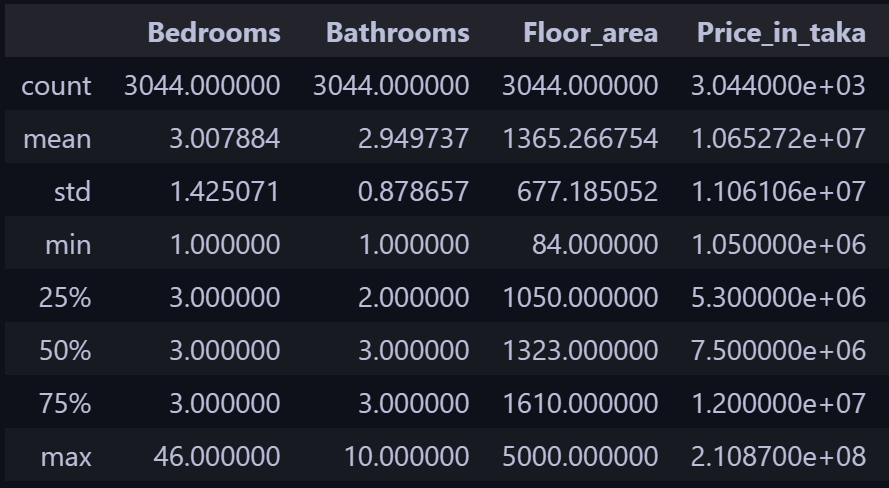 Bedrooms Bathrooms Floor_area Price_in_taka
count 3044.000000 3044.000000 3044.000000 3.044000e+03
mean 3.007884 2.949737 1365.266754 1.065272e+07
std 1.425071 0.878657 677.185052 1.106106e+07
min 1.000000 1.000000 84.000000 1.050000e+06
25% 3.000000 2.000000 1050.000000 5.300000e+06
50% 3.000000 3.000000 1323.000000 7.500000e+06
75% 3.000000 3.000000 1610.000000 1.200000e+07
max 46.000000 10.000000 5000.000000 2.108700e+08